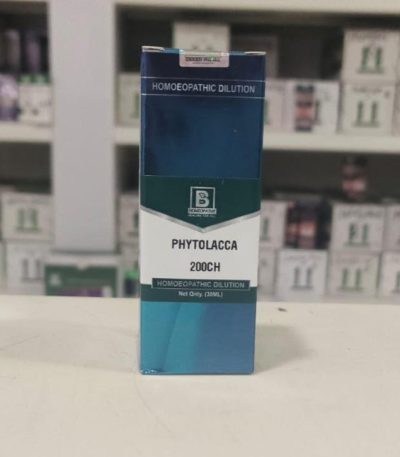 HOMOEOPATHIC DILUTION
B
PHYTOLACCA
200CH
HOMOEOPATHIC DILUTION
Net Qnty. (30ML)